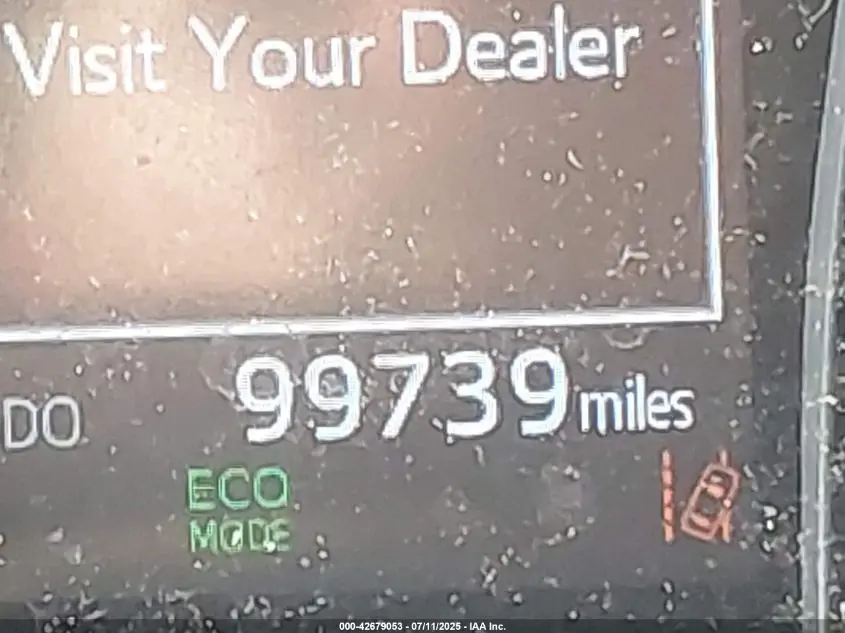 Visit Your Dealer
DO 99739 miles
ECO
MODE
000-42679053 - 07/11/2025 - IAA Inc.